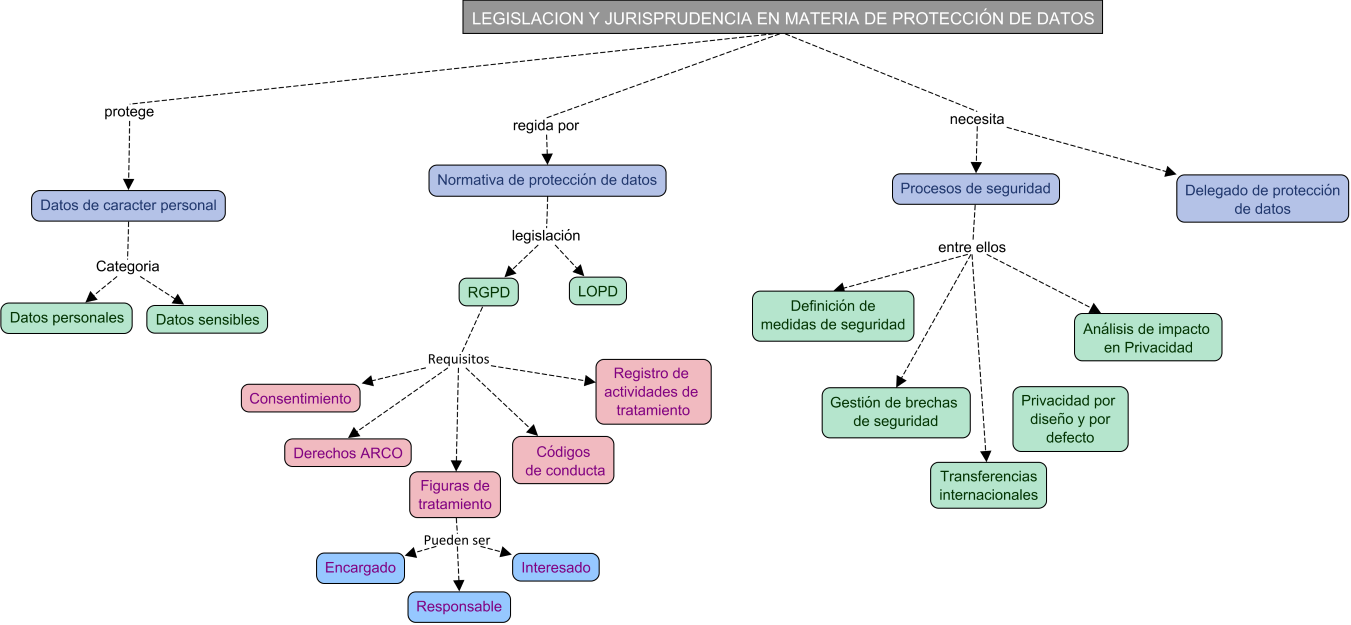 LEGISLACION Y JURISPRUDENCIA EN MATERIA DE PROTECCIÓN DE DATOS
protege
regida por
necesita
Datos de caracter personal
Normativa de protección de datos
Procesos de seguridad
Delegado de protección
de datos
Categoria
legislación
entre ellos
Datos personales
Datos sensibles
RGPD
LOPD
Definición de
medidas de seguridad
Análisis de impacto
en Privacidad
Requisitos
Consentimiento
Registro de
actividades de
tratamiento
Gestión de brechas
de seguridad
Privacidad por
diseño y por
defecto
Derechos ARCO
Códigos
de conducta
Figuras de
tratamiento
Transferencias
internacionales
Pueden ser
Encargado
Interesado
Responsable